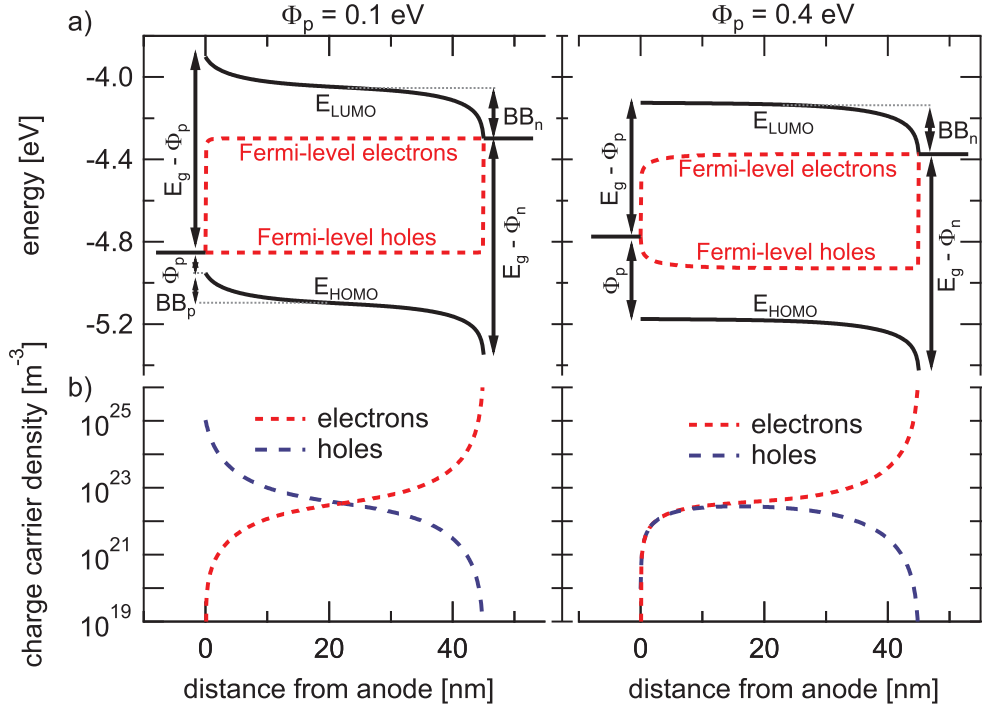 a)
Φp = 0.1 eV
Φp = 0.4 eV
energy [eV]
-4.0
-4.4
-4.8
-5.2
Eg - Φp
Φp
BBp
ELUMO
Fermi-level electrons
Fermi-level holes
EHOMO
BBn
Eg - Φn
Eg - Φp
Φp
ELUMO
Fermi-level electrons
Fermi-level holes
EHOMO
BBn
Eg - Φn
b)
charge carrier density [m-3]
10^25
10^23
10^21
10^19
electrons
holes
electrons
holes
0 20 40
0 20 40
distance from anode [nm]
distance from anode [nm]